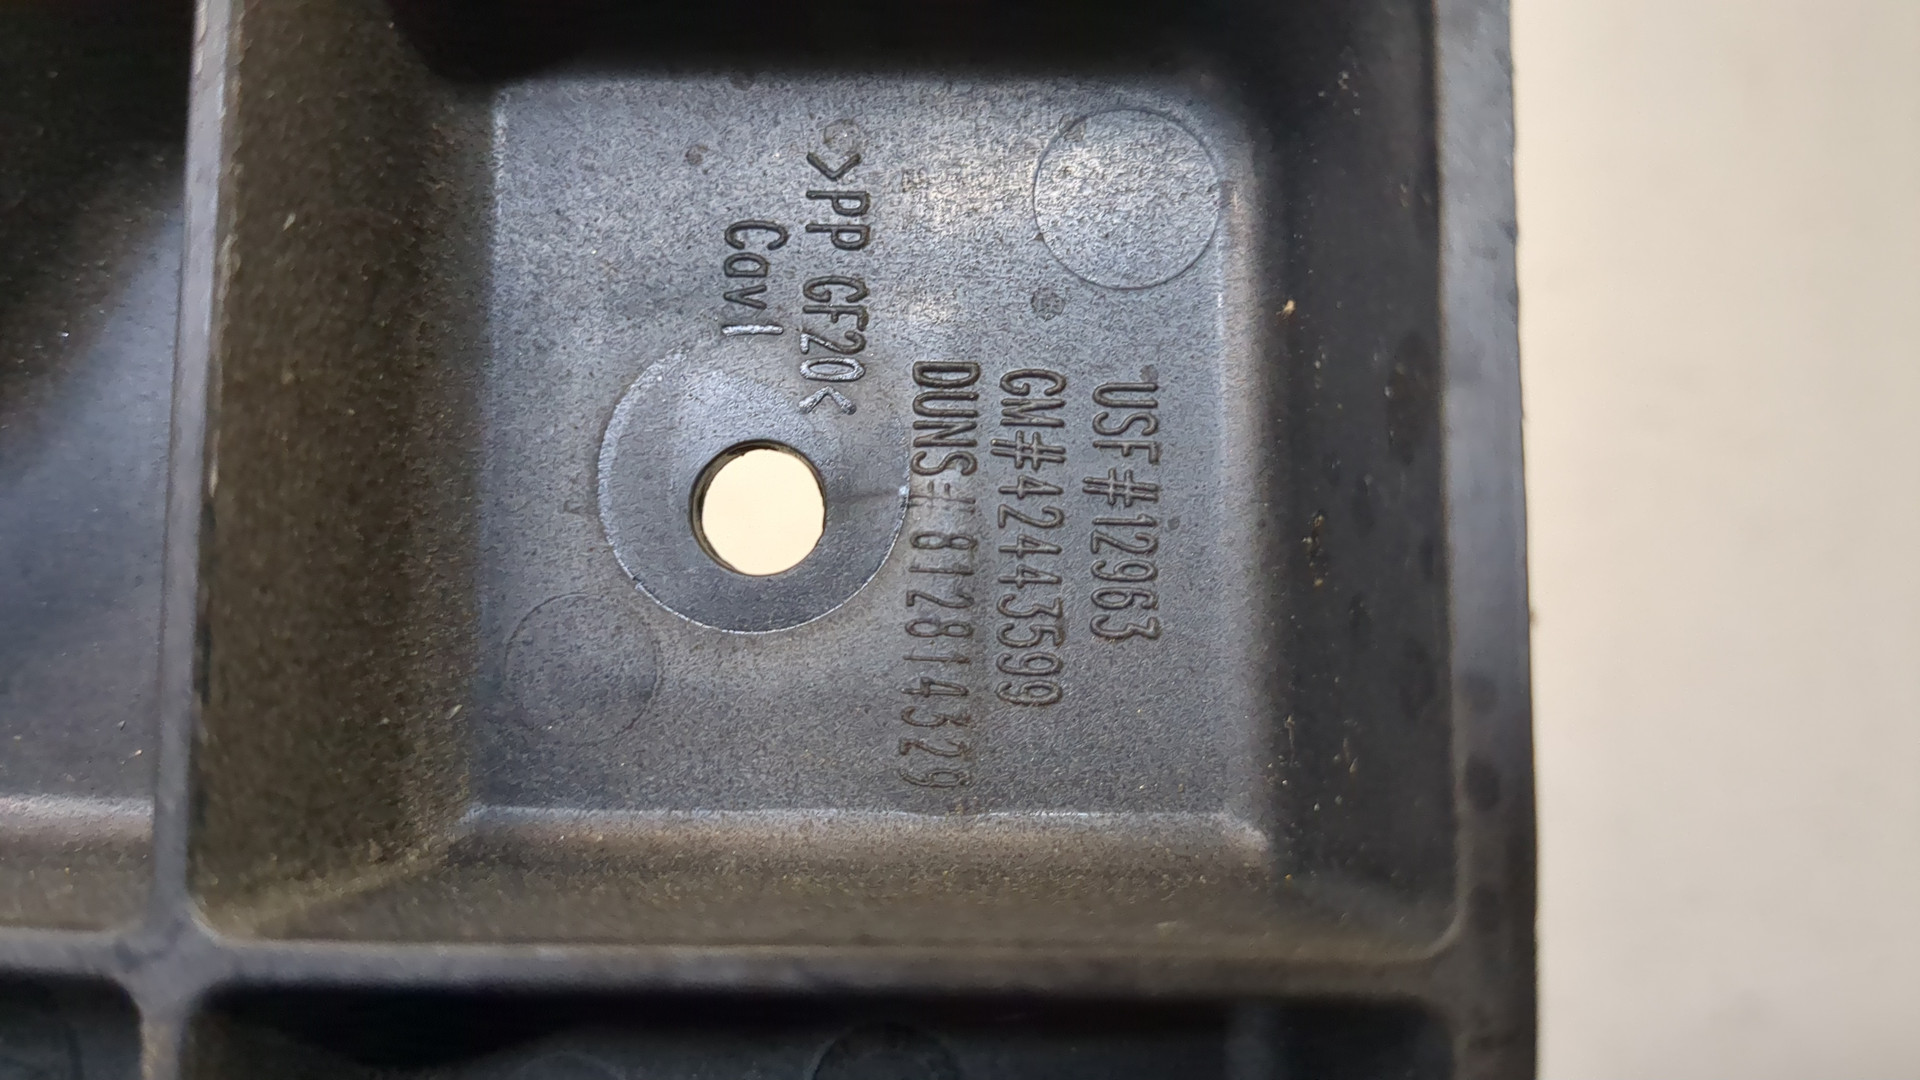 USF#12963
GM#42443599
DUNS#812814329
>PP GF20<
Cav1